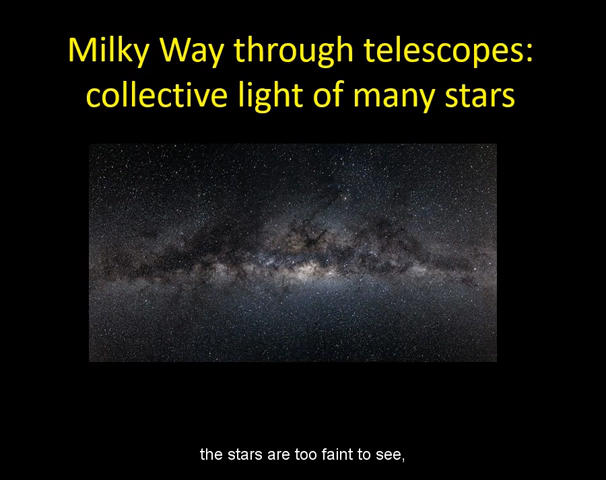 Milky Way through telescopes:
collective light of many stars
the stars are too faint to see,